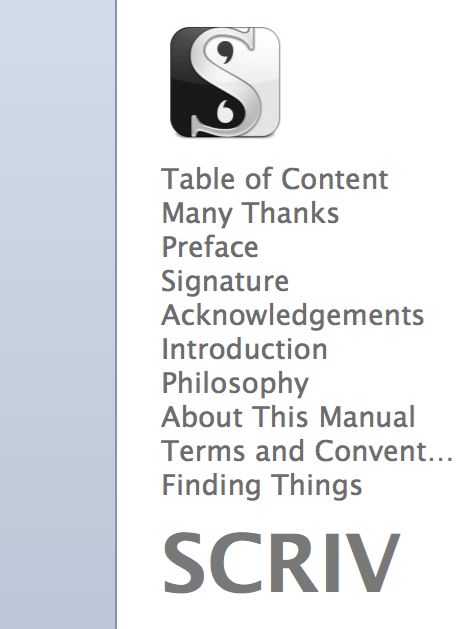 Table of Content
Many Thanks
Preface
Signature
Acknowledgements
Introduction
Philosophy
About This Manual
Terms and Convent...
Finding Things
SCRIV